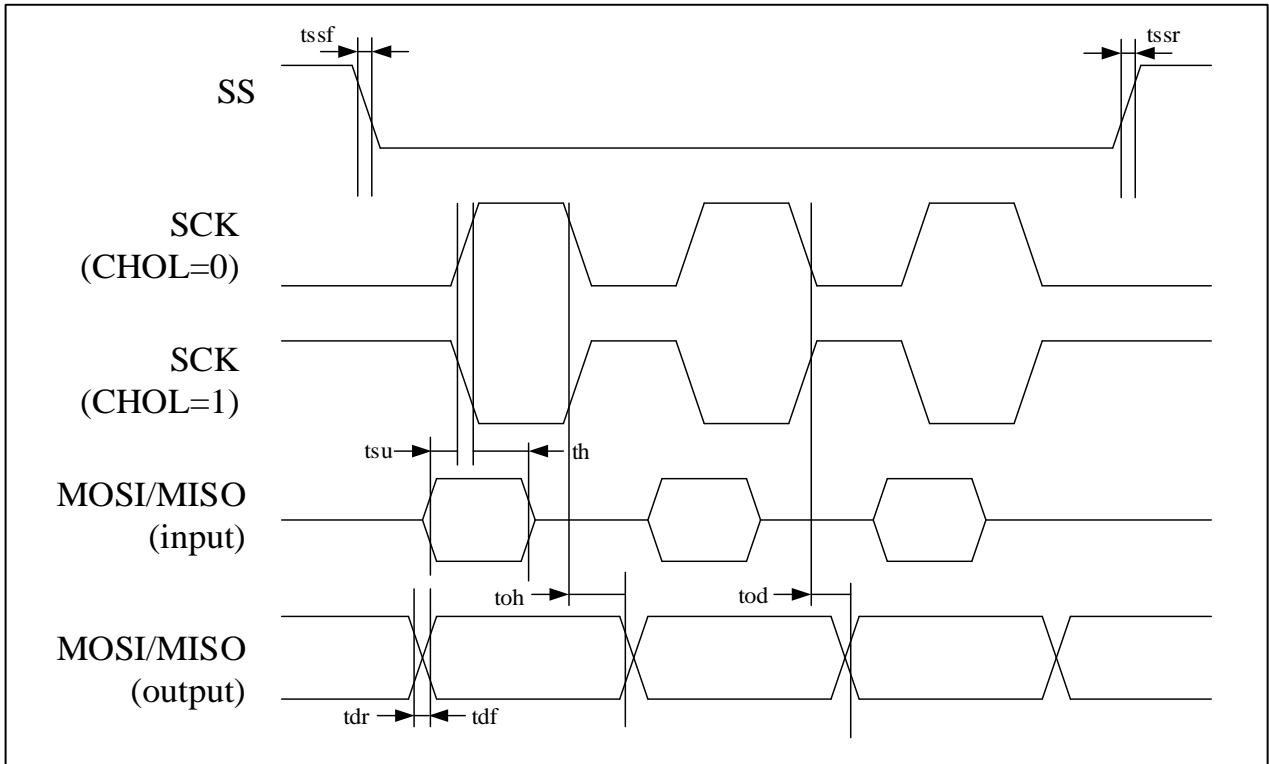 tssf
tssr
SS
SCK
(CHOL=0)
SCK
(CHOL=1)
tsu
th
MOSI/MISO
(input)
toh
tod
MOSI/MISO
(output)
tdr
tdf